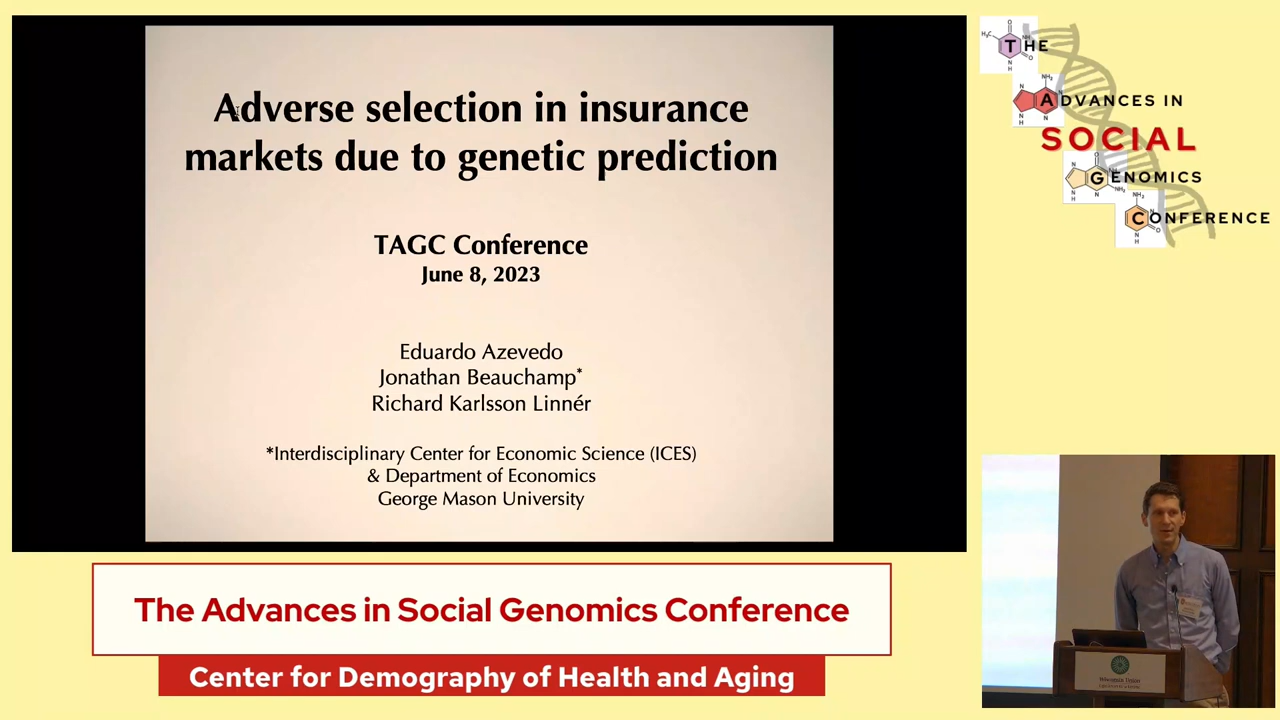 Adverse selection in insurance
markets due to genetic prediction
TAGC Conference
June 8, 2023
Eduardo Azevedo
Jonathan Beauchamp*
Richard Karlsson Linnér
*Interdisciplinary Center for Economic Science (ICES)
& Department of Economics
George Mason University
THE
ADVANCES IN
SOCIAL
GENOMICS
CONFERENCE
The Advances in Social Genomics Conference
Center for Demography of Health and Aging
Wisconsin Union